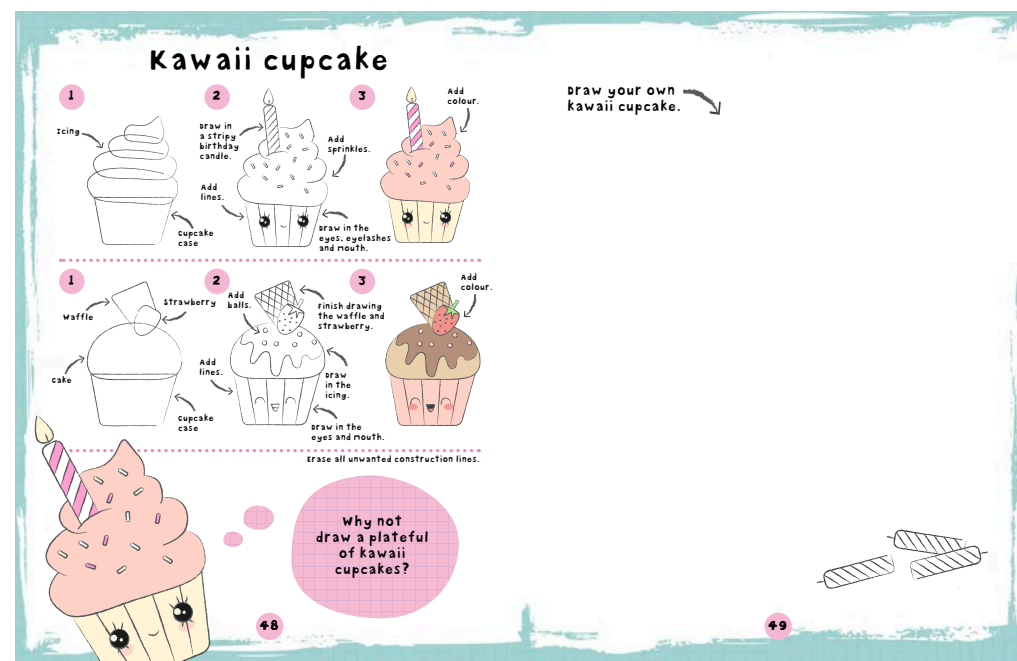 Kawaii cupcake
1
2
3
Icing
Cupcake
case
Draw in
a stripy
birthday
candle.
Add
sprinkles.
Add
lines.
Draw in the
eyes, eyelashes
and mouth.
Add
colour.
1
2
3
Waffle
Strawberry
Cake
Cupcake
case
Add
balls.
Finish drawing
the waffle and
strawberry.
Add
lines.
Draw
in the
icing.
Draw in the
eyes and mouth.
Add
colour.
Erase all unwanted construction lines.
Why not
draw a plateful
of kawaii
cupcakes?
48
Draw your own
kawaii cupcake.
49